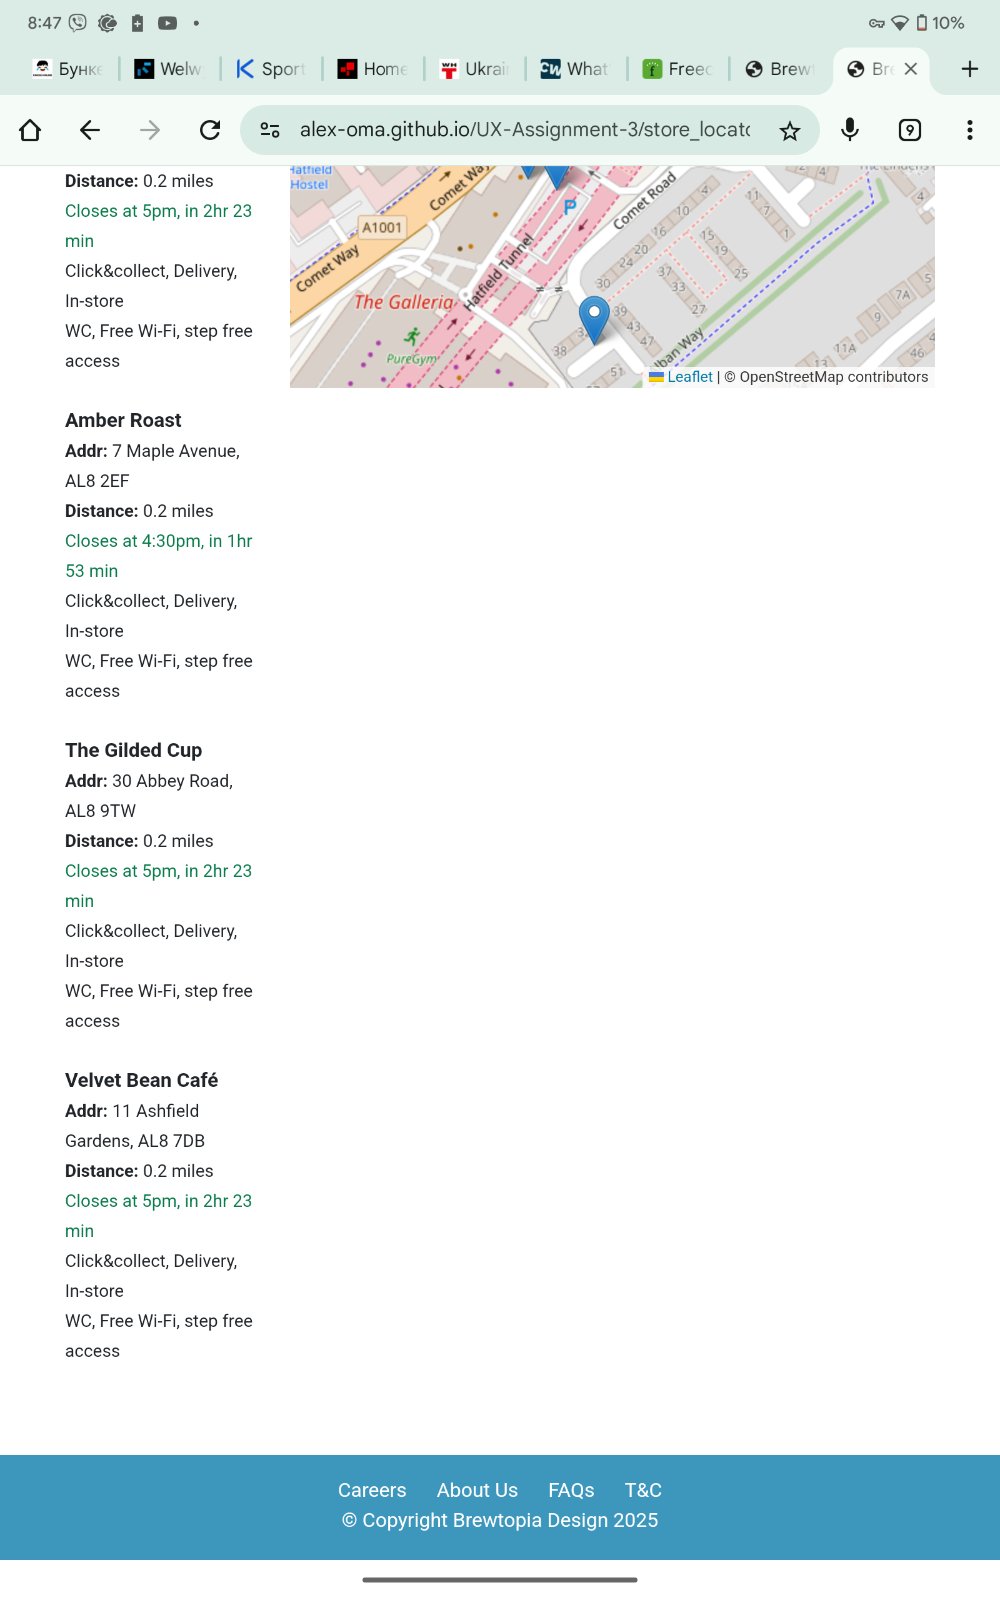 8:47
10%
Бунке
Welw
Sport
Home
Ukrai
What
Freec
Brew
Bre
alex-oma.github.io/UX-Assignment-3/store_locato
9
Distance: 0.2 miles
Closes at 5pm, in 2hr 23
min
Click&collect, Delivery,
In-store
WC, Free Wi-Fi, step free
access
Hatfield
Hostel
Comet Way
A1001
Comet Way
The Galleria
PureGym
Hatfield Tunnel
P
Comet Road
4
10
11
7
16
20
24
15
19
1
37
25
30
33
27
39
43
47
38
51
lban Way
7A
9
5
11A
46
Leaflet | © OpenStreetMap contributors
Amber Roast
Addr: 7 Maple Avenue,
AL8 2EF
Distance: 0.2 miles
Closes at 4:30pm, in 1hr
53 min
Click&collect, Delivery,
In-store
WC, Free Wi-Fi, step free
access
The Gilded Cup
Addr: 30 Abbey Road,
AL8 9TW
Distance: 0.2 miles
Closes at 5pm, in 2hr 23
min
Click&collect, Delivery,
In-store
WC, Free Wi-Fi, step free
access
Velvet Bean Café
Addr: 11 Ashfield
Gardens, AL8 7DB
Distance: 0.2 miles
Closes at 5pm, in 2hr 23
min
Click&collect, Delivery,
In-store
WC, Free Wi-Fi, step free
access
Careers About Us FAQs T&C
© Copyright Brewtopia Design 2025